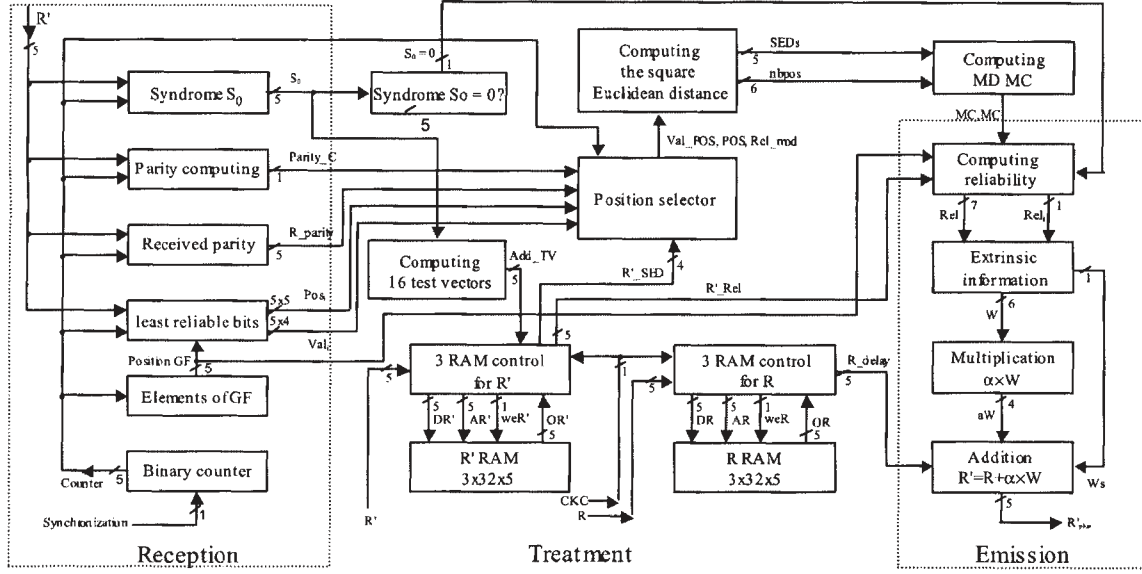 R'
5
Syndrome S0
S0
5
S0 = 0
1
Syndrome So = 0?
5
Computing
the square
Euclidean distance
SEDs
5
nbpos
6
Computing
MD MC
MC,MC
Val_POS, POS, Rel_mod
Parity computing
Parity_C
1
Position selector
Computing
reliability
Rel
7
1
Received parity
R_parity
5
Computing
16 test vectors
Add_TV
5
R'_SED
4
R'_Rel
5
Extrinsic
information
1
6
W
least reliable bits
5x5
Pos
5x4
Val
Position GF
5
Elements of GF
3 RAM control
for R'
5
1
3 RAM control
for R
5
R_delay
5
Multiplication
α×W
4
aW
5
DR'
5
AR'
1
weR'
OR'
5
5
DR
5
AR
1
weR
OR
5
R' RAM
3x32x5
R RAM
3x32x5
Binary counter
5
Counter
Addition
R'=R+α×W
Ws
5
Synchronization
1
R'
CKC
R
Reception
Treatment
Emission